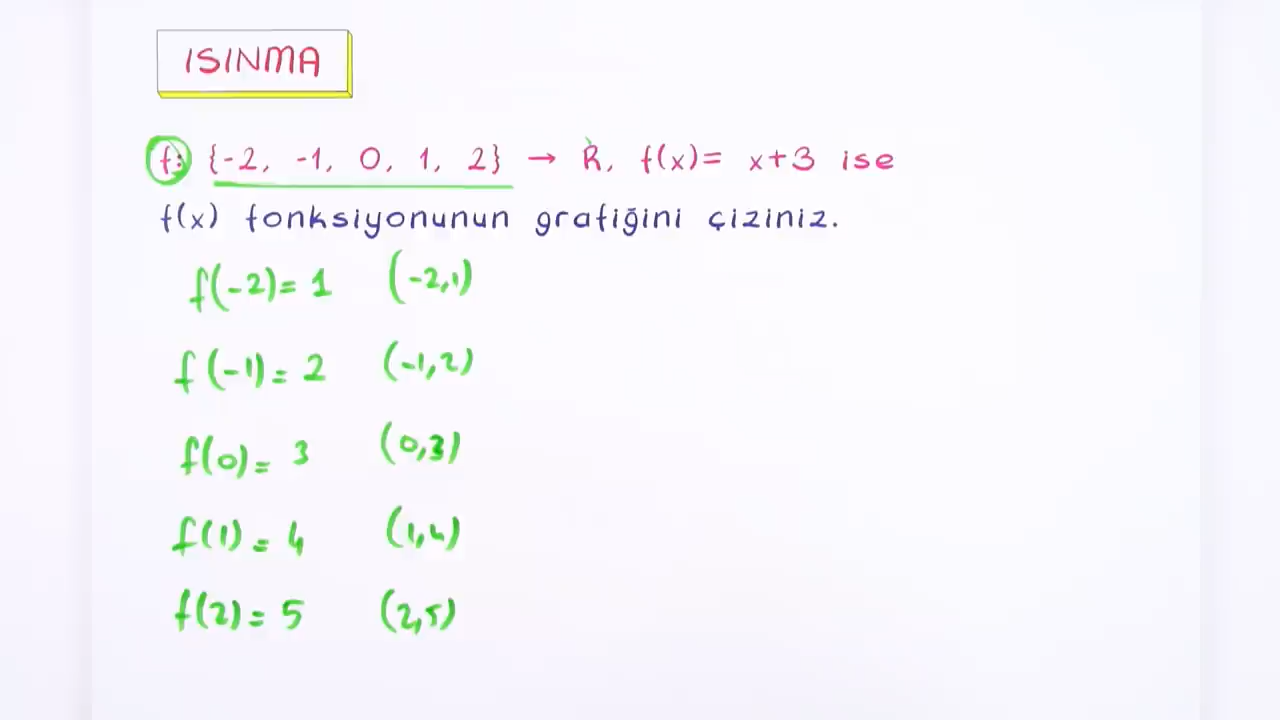 ISINMA
f: {-2, -1, 0, 1, 2} → R, f(x)= x+3 ise
f(x) fonksiyonunun grafiğini çiziniz.
f(-2)= 1 (-2,1)
f(-1)= 2 (-1,2)
f(0)= 3 (0,3)
f(1)= 4 (1,4)
f(2)= 5 (2,5)